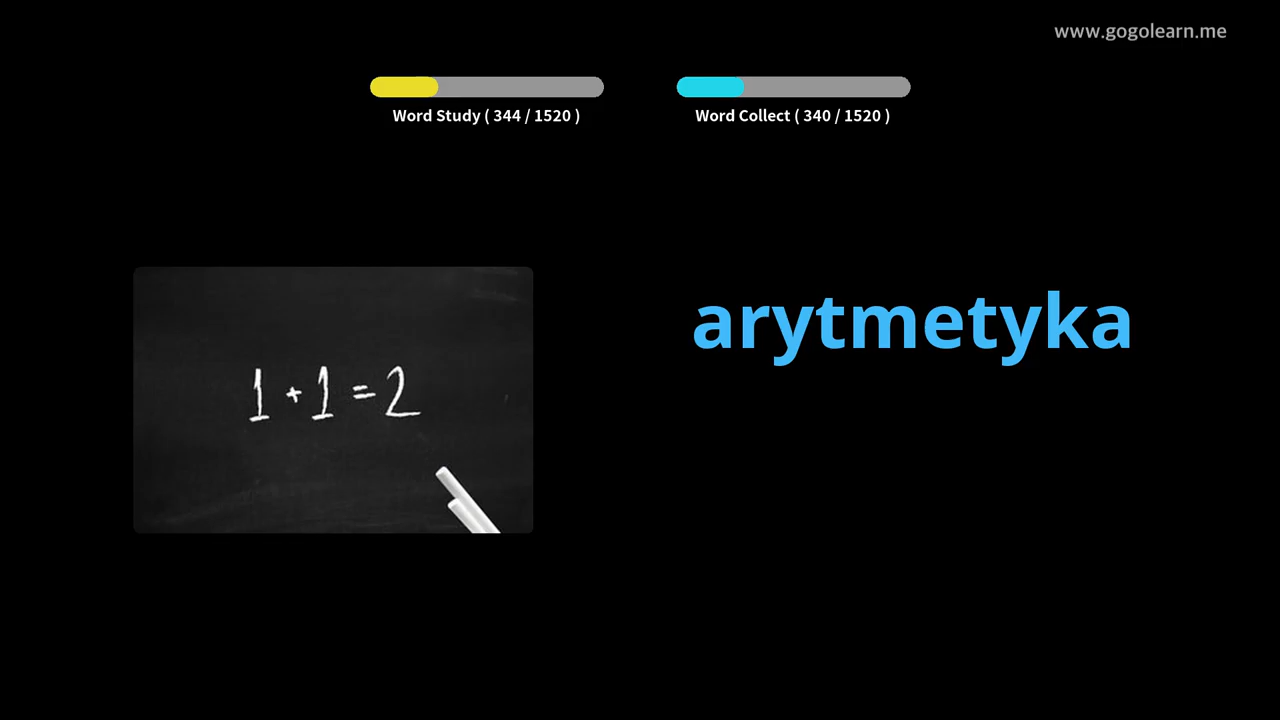 www.gogolearn.me
Word Study ( 344 / 1520 )
Word Collect ( 340 / 1520 )
arytmetyka
1 + 1 = 2